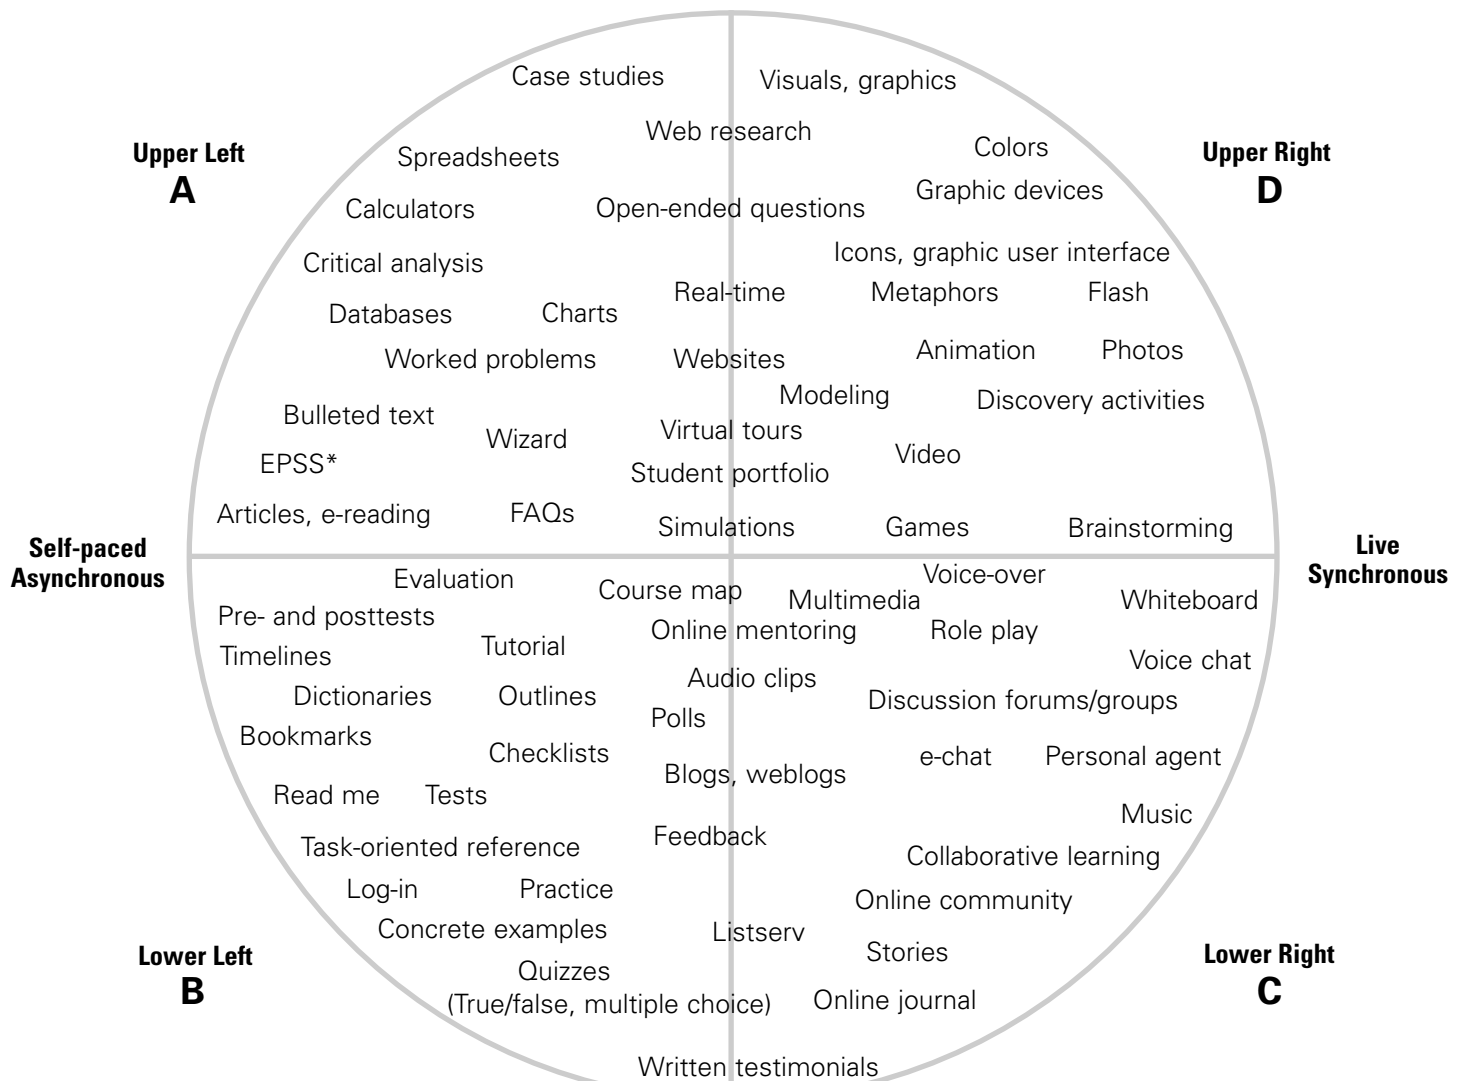 Case studies
Visuals, graphics
Web research
Colors
Upper Left
A
Spreadsheets
Upper Right
D
Graphic devices
Calculators
Open-ended questions
Icons, graphic user interface
Critical analysis
Real-time
Metaphors
Flash
Databases
Charts
Worked problems
Websites
Animation
Photos
Modeling
Discovery activities
Bulleted text
Wizard
Virtual tours
Video
EPSS*
Student portfolio
Articles, e-reading
FAQs
Simulations
Games
Brainstorming
Self-paced
Asynchronous
Live
Synchronous
Evaluation
Course map
Voice-over
Multimedia
Whiteboard
Pre- and posttests
Online mentoring
Role play
Tutorial
Timelines
Voice chat
Audio clips
Dictionaries
Outlines
Discussion forums/groups
Polls
Bookmarks
Checklists
e-chat
Personal agent
Blogs, weblogs
Read me
Tests
Music
Feedback
Task-oriented reference
Collaborative learning
Log-in
Practice
Online community
Concrete examples
Listserv
Lower Left
B
Stories
Lower Right
C
Quizzes
(True/false, multiple choice)
Online journal
Written testimonials